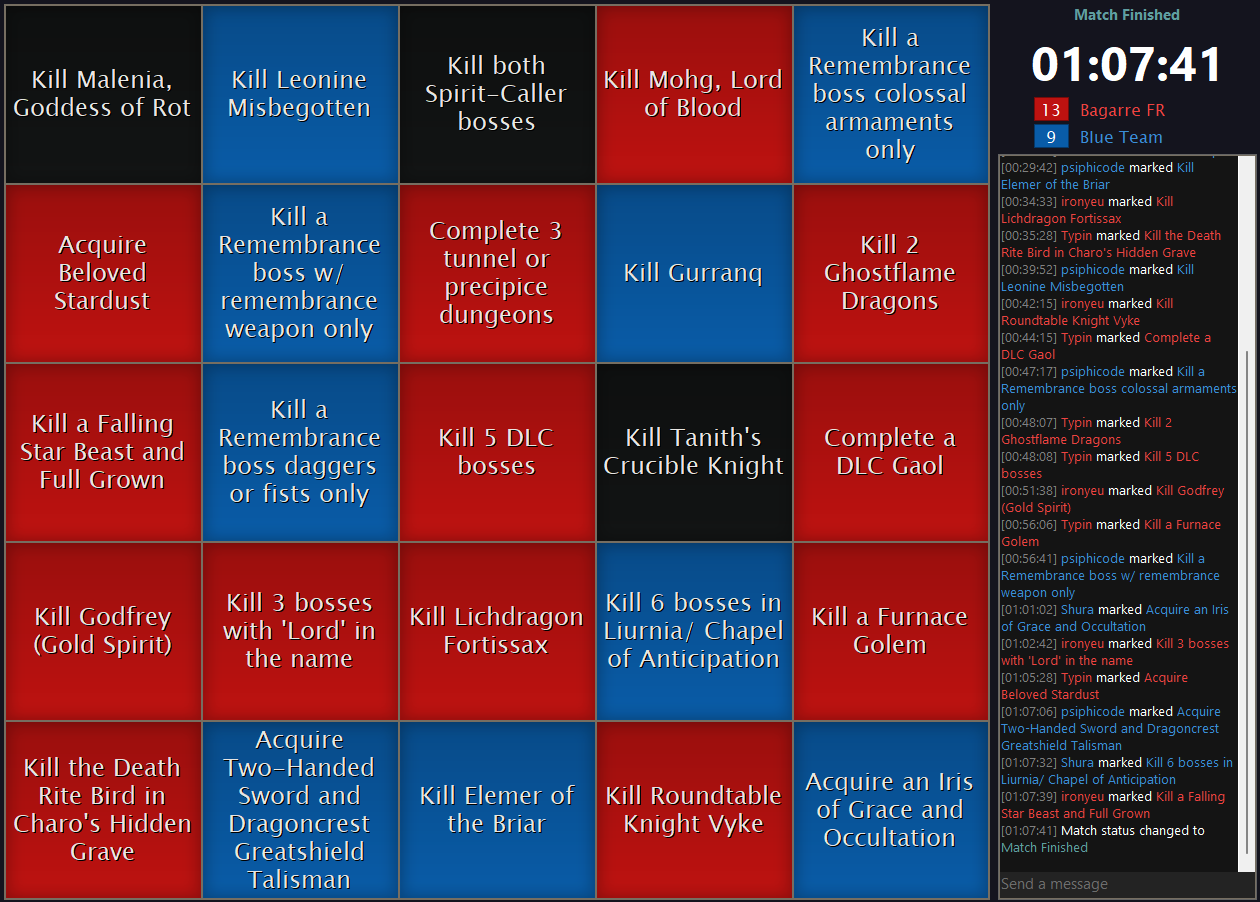 Kill Malenia,
Goddess of Rot
Kill Leonine
Misbegotten
Kill both
Spirit-Caller
bosses
Kill Mohg, Lord
of Blood
Kill a
Remembrance
boss colossal
armaments
only
Acquire
Beloved
Stardust
Kill a
Remembrance
boss w/
remembrance
weapon only
Complete 3
tunnel or
precipice
dungeons
Kill Gurranq
Kill 2
Ghostflame
Dragons
Kill a Falling
Star Beast and
Full Grown
Kill a
Remembrance
boss daggers
or fists only
Kill 5 DLC
bosses
Kill Tanith's
Crucible Knight
Complete a
DLC Gaol
Kill Godfrey
(Gold Spirit)
Kill 3 bosses
with 'Lord' in
the name
Kill Lichdragon
Fortissax
Kill 6 bosses in
Liurnia/ Chapel
of Anticipation
Kill a Furnace
Golem
Kill the Death
Rite Bird in
Charo's Hidden
Grave
Acquire
Two-Handed
Sword and
Dragoncrest
Greatshield
Talisman
Kill Elemer of
the Briar
Kill Roundtable
Knight Vyke
Acquire an Iris
of Grace and
Occultation
Match Finished
01:07:41
13 Bagarre FR
9 Blue Team
[00:29:42] psiphicode marked Kill
Elemer of the Briar
[00:34:33] ironyeu marked Kill
Lichdragon Fortissax
[00:35:28] Typin marked Kill the Death
Rite Bird in Charo's Hidden Grave
[00:39:52] psiphicode marked Kill
Leonine Misbegotten
[00:42:15] ironyeu marked Kill
Roundtable Knight Vyke
[00:44:15] Typin marked Complete a
DLC Gaol
[00:47:17] psiphicode marked Kill a
Remembrance boss colossal armaments
only
[00:48:07] Typin marked Kill 2
Ghostflame Dragons
[00:48:08] Typin marked Kill 5 DLC
bosses
[00:51:38] ironyeu marked Kill Godfrey
(Gold Spirit)
[00:56:06] Typin marked Kill a Furnace
Golem
[00:56:41] psiphicode marked Kill a
Remembrance boss w/ remembrance
weapon only
[01:01:02] Shura marked Acquire an Iris
of Grace and Occultation
[01:02:42] ironyeu marked Kill 3 bosses
with 'Lord' in the name
[01:05:28] Typin marked Acquire
Beloved Stardust
[01:07:06] psiphicode marked Acquire
Two-Handed Sword and Dragoncrest
Greatshield Talisman
[01:07:32] Shura marked Kill 6 bosses in
Liurnia/ Chapel of Anticipation
[01:07:39] ironyeu marked Kill a Falling
Star Beast and Full Grown
[01:07:41] Match status changed to
Match Finished
Send a message